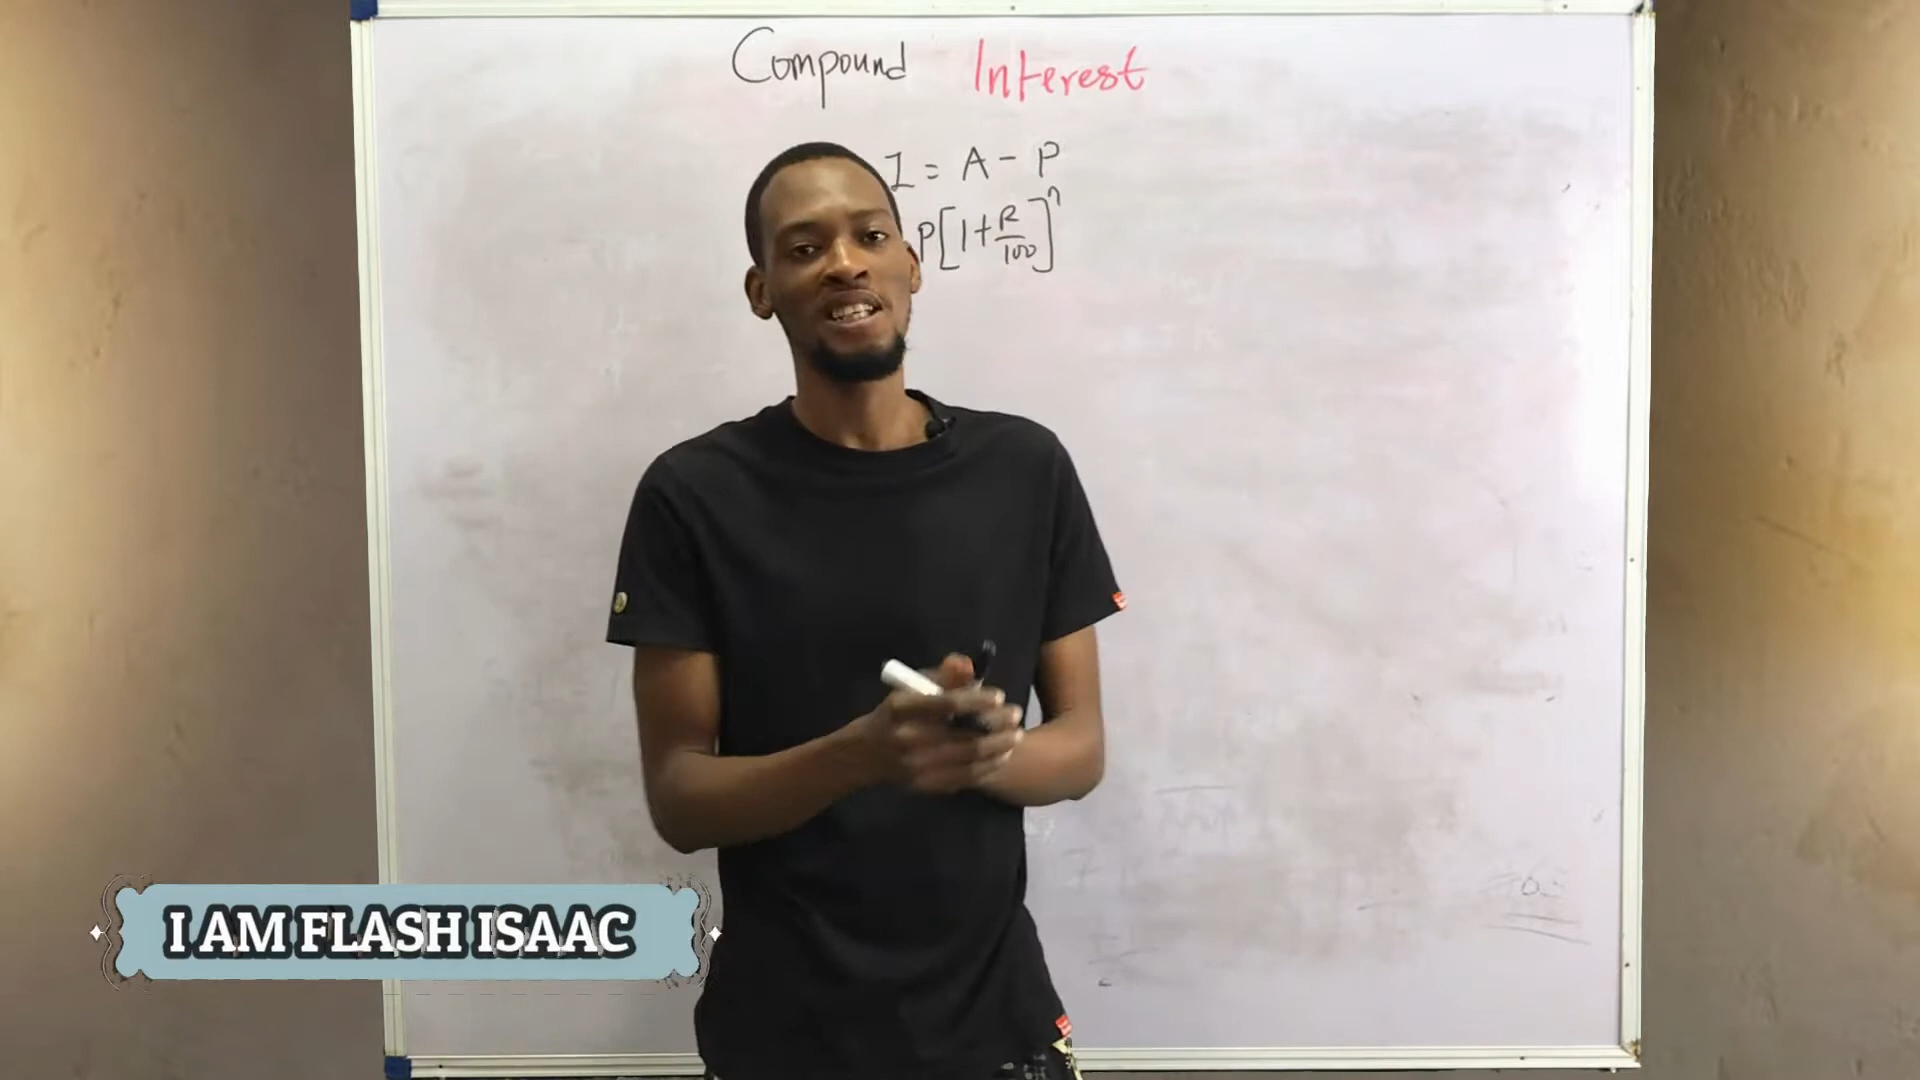 Compound Interest
I = A - P
P[1+R/100]^n
I AM FLASH ISAAC